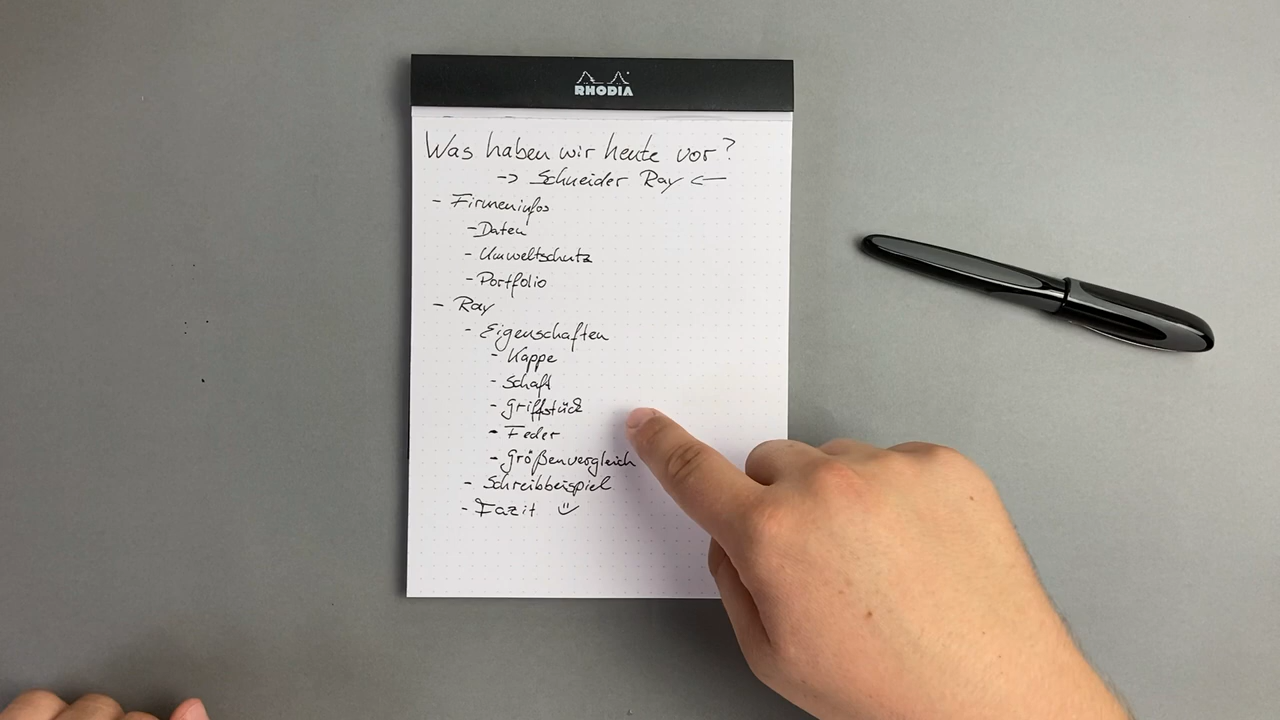 RHODIA
Was haben wir heute vor?
-> Schneider Ray <-
- Firmeninfos
- Daten
- Umweltschutz
- Portfolio
- Ray
- Eigenschaften
- Kappe
- Schaft
- Griffstück
- Feder
- Größenvergleich
- Schreibbeispiel
- Fazit